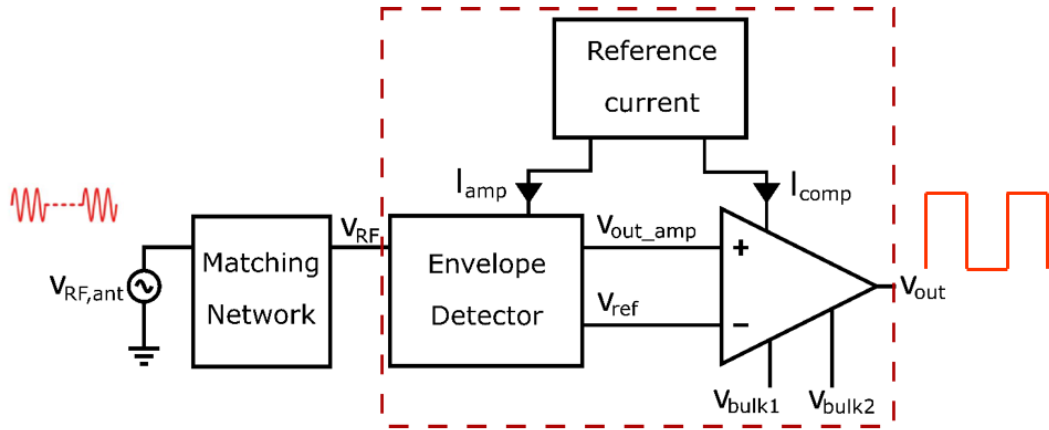 Reference
current
I_amp
I_comp
V_RF
V_out_amp
Matching
Network
Envelope
Detector
+
V_RF,ant
V_ref
−
V_out
V_bulk1
V_bulk2